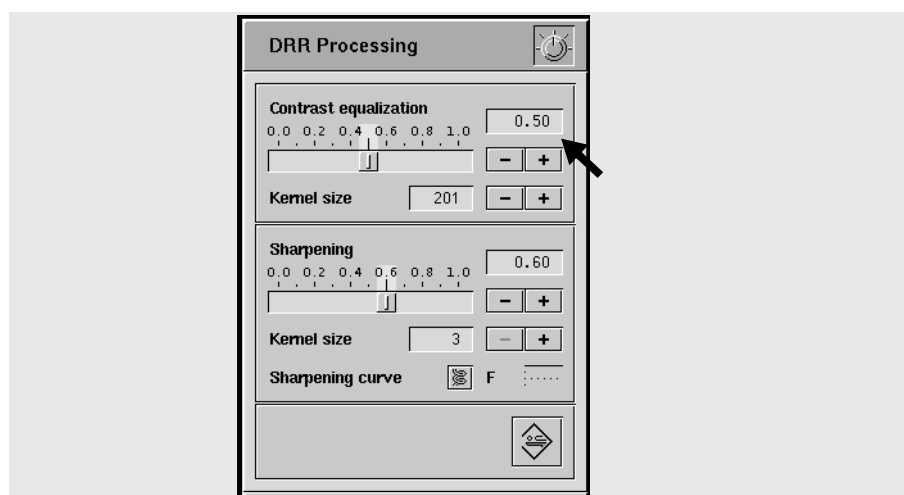 DRR Processing
Contrast equalization
0.0 0.2 0.4 0.6 0.8 1.0
0.50
- +
Kernel size 201 - +
Sharpening
0.0 0.2 0.4 0.6 0.8 1.0
0.60
- +
Kernel size 3 - +
Sharpening curve F